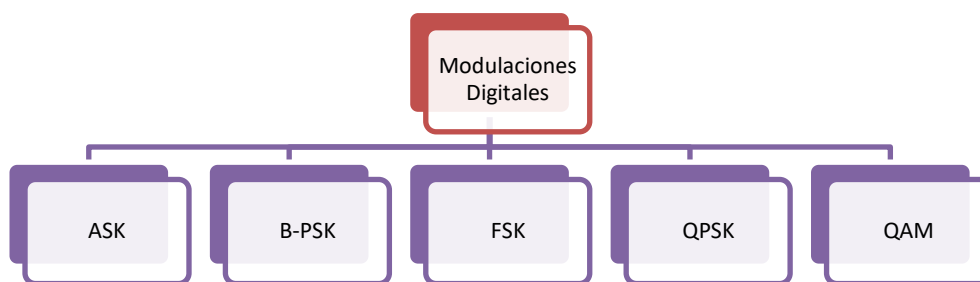 Modulaciones
Digitales
ASK
B-PSK
FSK
QPSK
QAM